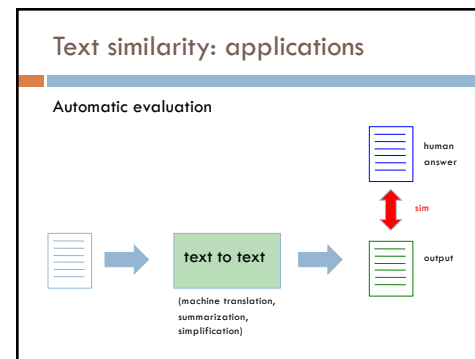 Text similarity: applications
Automatic evaluation
human
answer
sim
text to text
output
(machine translation,
summarization,
simplification)